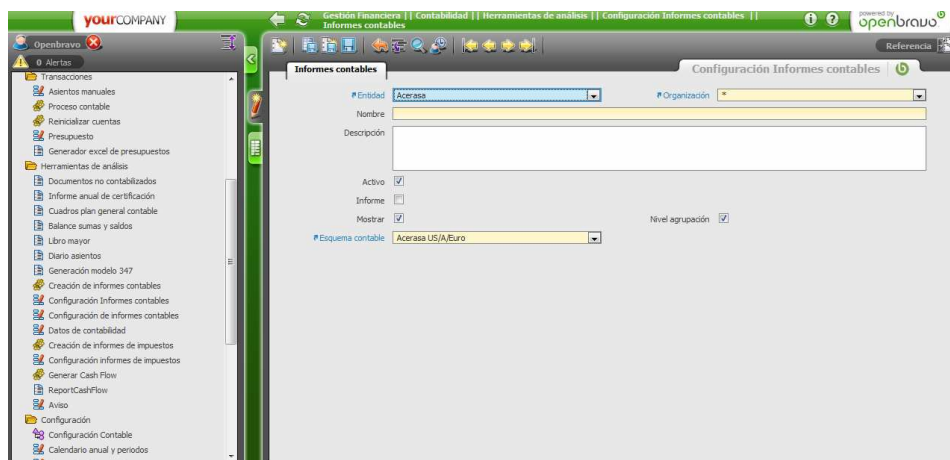 yourCOMPANY
Gestión Financiera || Contabilidad || Herramientas de análisis || Configuración Informes contables ||
Informes contables
powered by
openbravo
Openbravo
0 Alertas
Referencia
Transacciones
Asientos manuales
Proceso contable
Reinicializar cuentas
Presupuesto
Generador excel de presupuestos
Herramientas de análisis
Documentos no contabilizados
Informe anual de certificación
Cuadros plan general contable
Balance sumas y saldos
Libro mayor
Diario asientos
Generación modelo 347
Creación de informes contables
Configuración Informes contables
Configuración de informes contables
Datos de contabilidad
Creación de informes de impuestos
Configuración informes de impuestos
Generar Cash Flow
ReportCashFlow
Aviso
Configuración
Configuración Contable
Calendario anual y periodos
Informes contables
Configuración Informes contables
Entidad Acerasa
Organización *
Nombre
Descripción
Activo
Informe
Mostrar
Nivel agrupación
Esquema contable Acerasa US/A/Euro